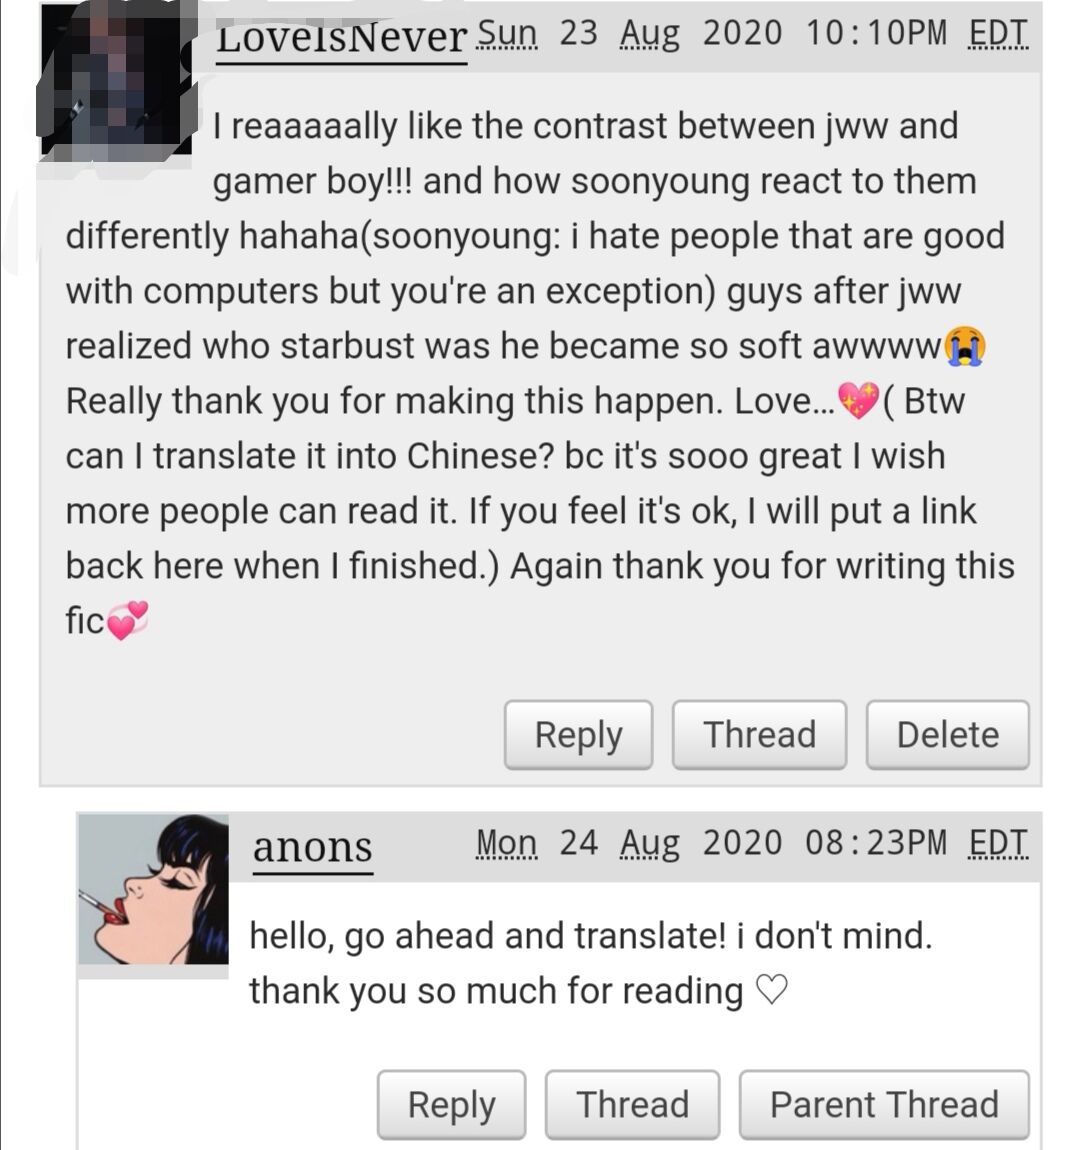 LoveIsNever Sun 23 Aug 2020 10:10PM EDT
I reaaaaally like the contrast between jww and
gamer boy!!! and how soonyoung react to them
differently hahaha(soonyoung: i hate people that are good
with computers but you're an exception) guys after jww
realized who starbust was he became so soft awwww😭
Really thank you for making this happen. Love...💖( Btw
can I translate it into Chinese? bc it's sooo great I wish
more people can read it. If you feel it's ok, I will put a link
back here when I finished.) Again thank you for writing this
fic💞
Reply Thread Delete
anons Mon 24 Aug 2020 08:23PM EDT
hello, go ahead and translate! i don't mind.
thank you so much for reading ♡
Reply Thread Parent Thread